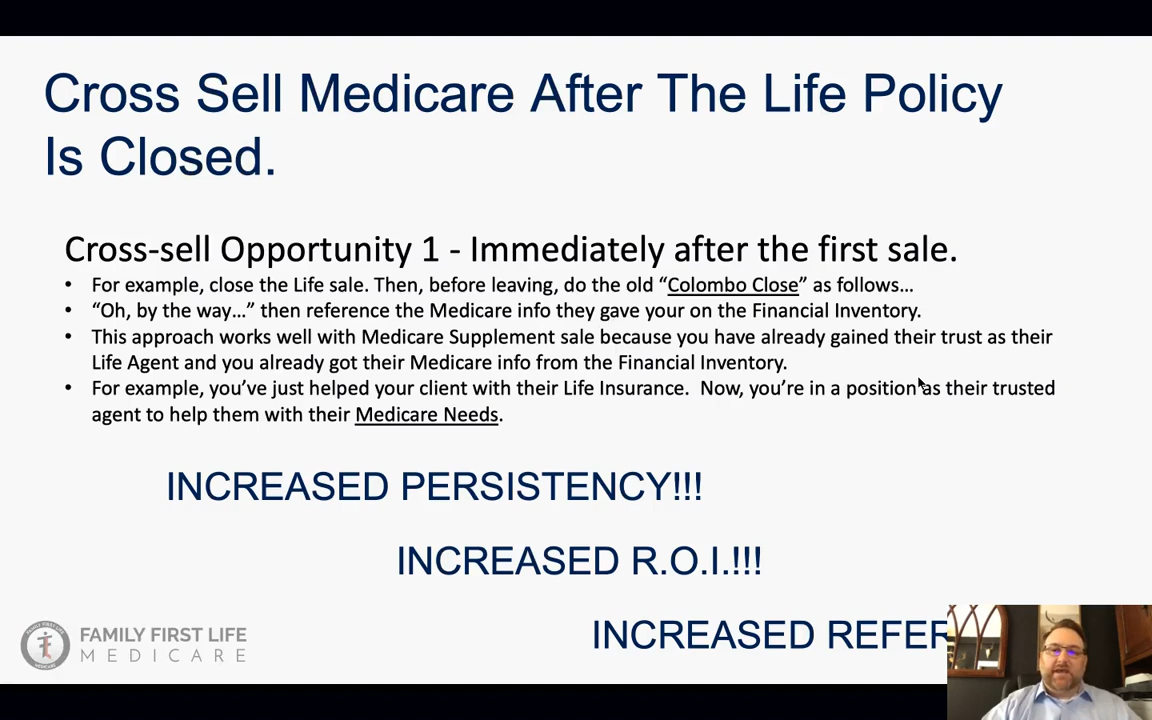 Cross Sell Medicare After The Life Policy
Is Closed.
Cross-sell Opportunity 1 - Immediately after the first sale.
• For example, close the Life sale. Then, before leaving, do the old “Colombo Close” as follows…
• “Oh, by the way…” then reference the Medicare info they gave your on the Financial Inventory.
• This approach works well with Medicare Supplement sale because you have already gained their trust as their
Life Agent and you already got their Medicare info from the Financial Inventory.
• For example, you’ve just helped your client with their Life Insurance. Now, you’re in a position as their trusted
agent to help them with their Medicare Needs.
INCREASED PERSISTENCY!!!
INCREASED R.O.I.!!!
INCREASED REFER
FAMILY FIRST LIFE
MEDICARE